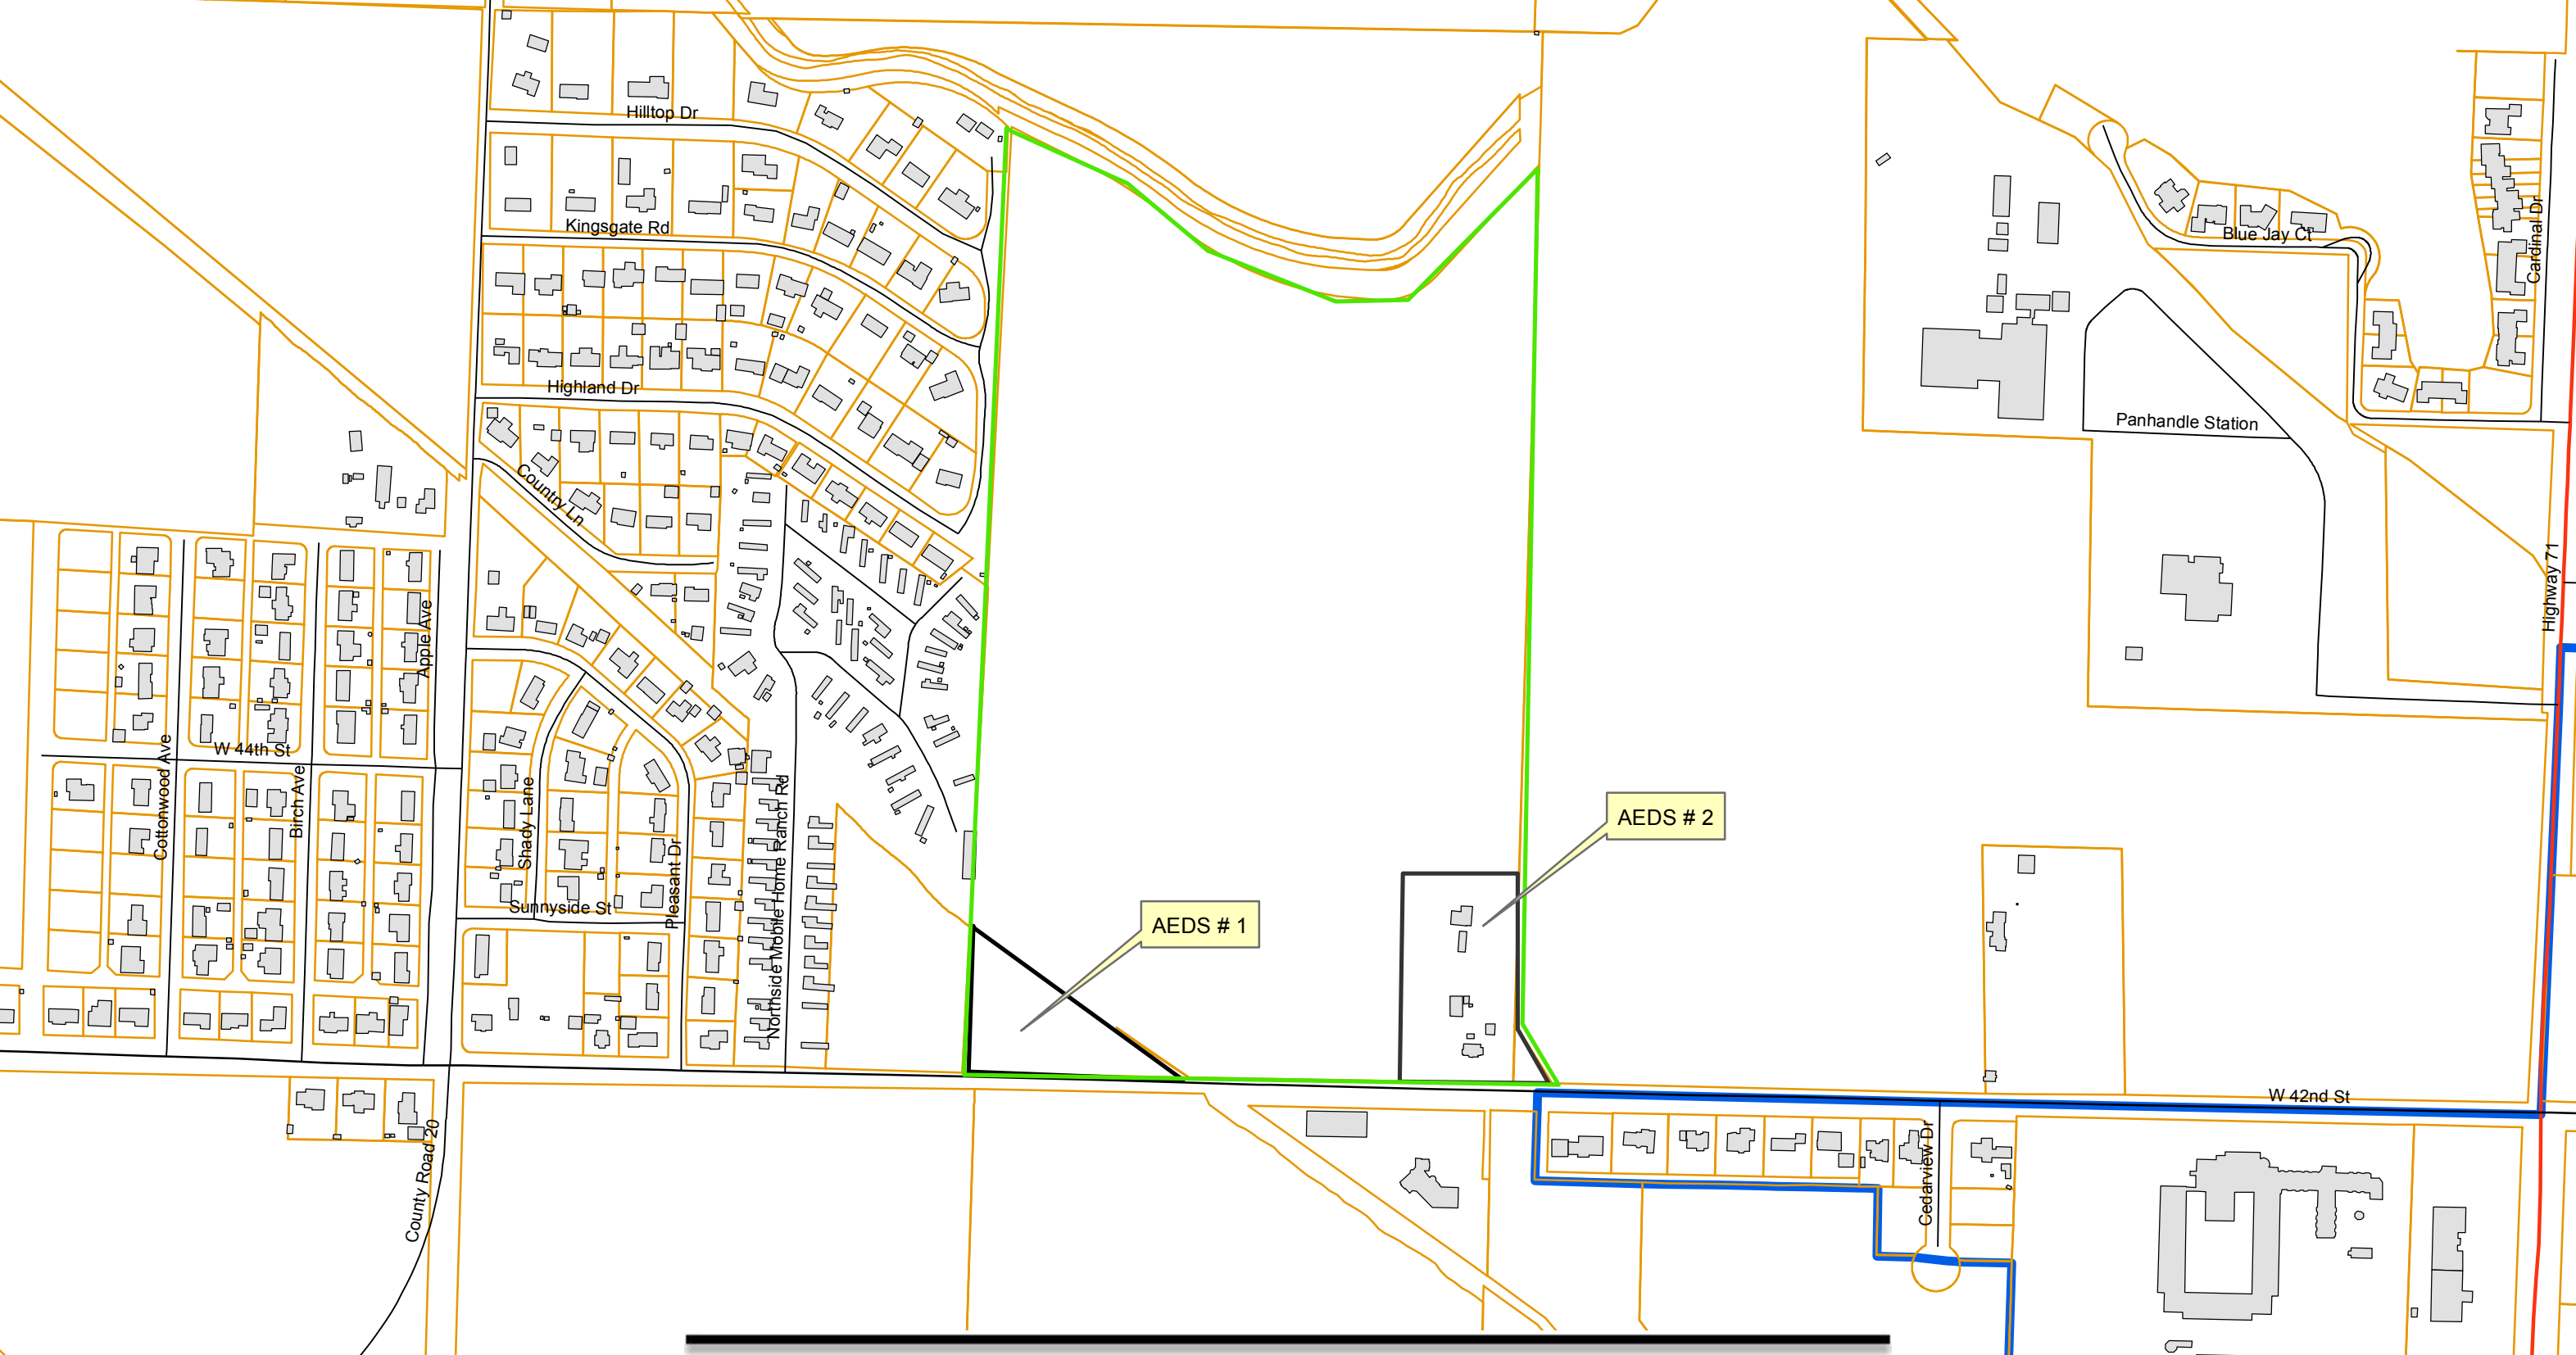 Hilltop Dr
Kingsgate Rd
Blue Jay Ct
Cardinal Dr
Highland Dr
Panhandle Station
Country Ln
Highway 71
Apple Ave
W 44th St
Cottonwood Ave
Birch Ave
Shady Lane
Pleasant Dr
Northside Mobile Home Ranch Rd
AEDS # 2
Sunnyside St
AEDS # 1
W 42nd St
County Road 20
Cedarview Dr